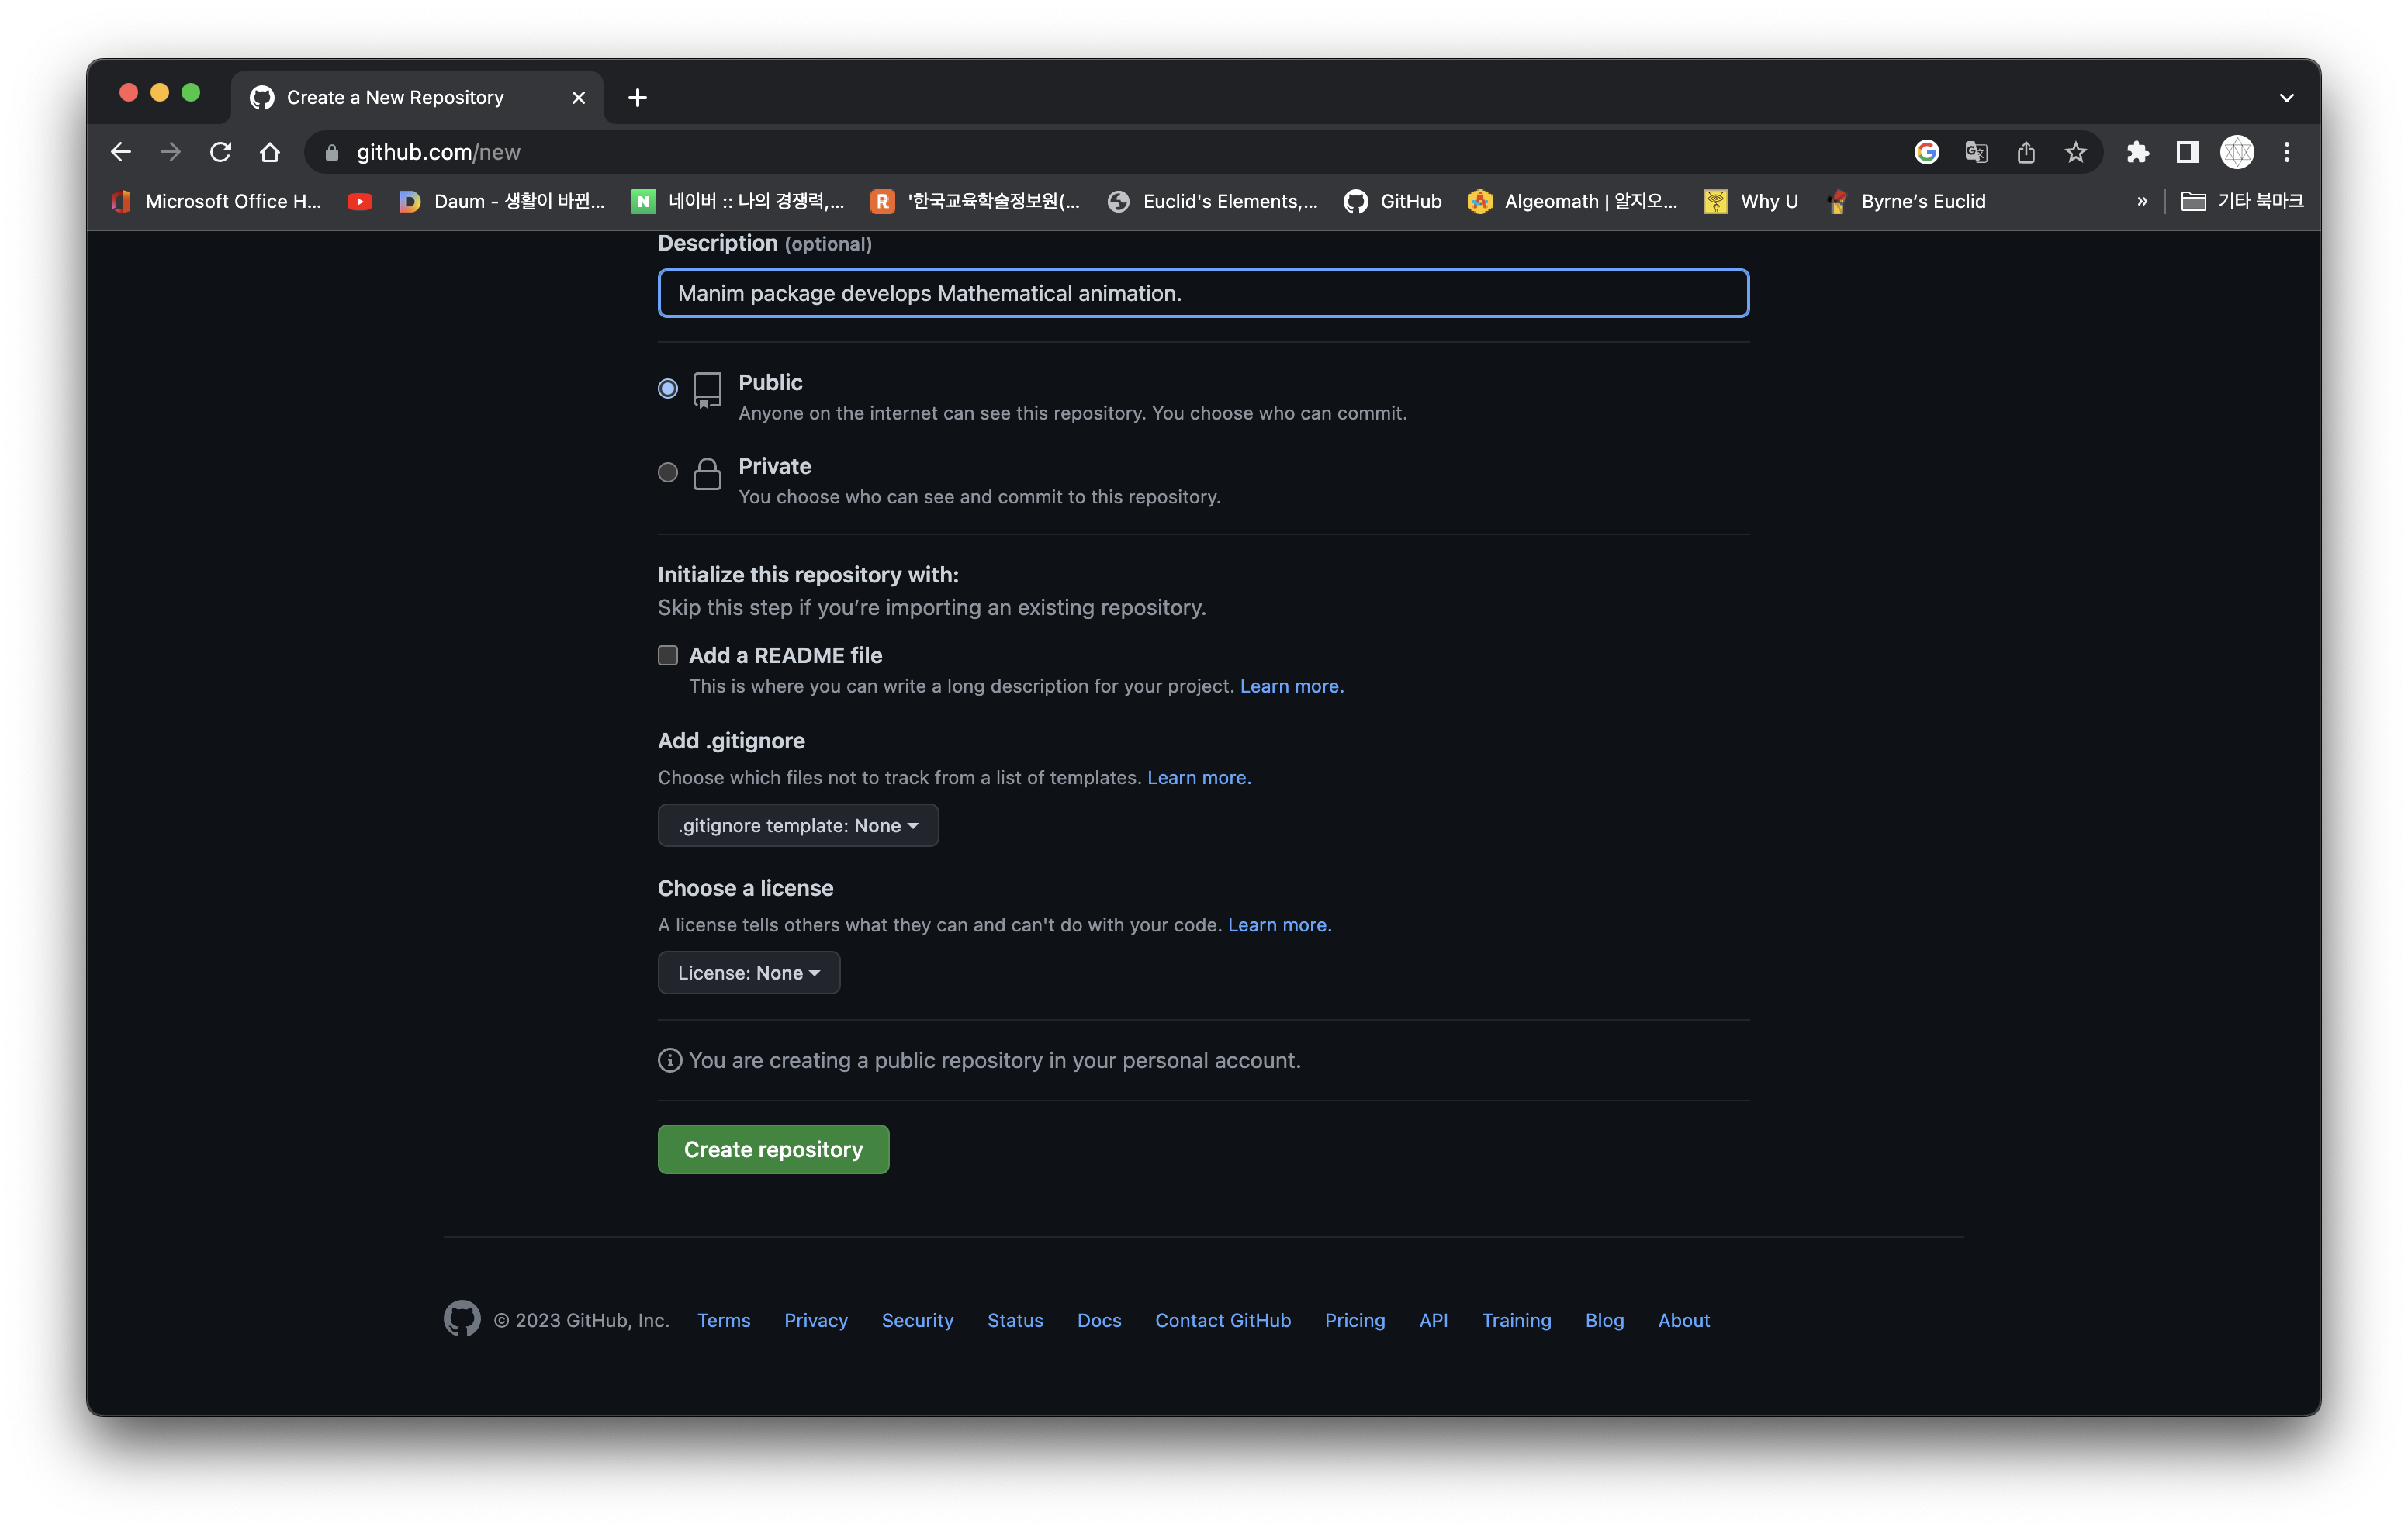 Create a New Repository
github.com/new
Microsoft Office H...
Daum - 생활이 바뀐...
네이버 :: 나의 경쟁력,...
'한국교육학술정보원(...
Euclid's Elements,...
GitHub
Algeomath | 알지오...
Why U
Byrne's Euclid
»
기타 북마크
Description (optional)
Manim package develops Mathematical animation.
Public
Anyone on the internet can see this repository. You choose who can commit.
Private
You choose who can see and commit to this repository.
Initialize this repository with:
Skip this step if you're importing an existing repository.
Add a README file
This is where you can write a long description for your project. Learn more.
Add .gitignore
Choose which files not to track from a list of templates. Learn more.
.gitignore template: None
Choose a license
A license tells others what they can and can't do with your code. Learn more.
License: None
You are creating a public repository in your personal account.
Create repository
© 2023 GitHub, Inc. Terms Privacy Security Status Docs Contact GitHub Pricing API Training Blog About